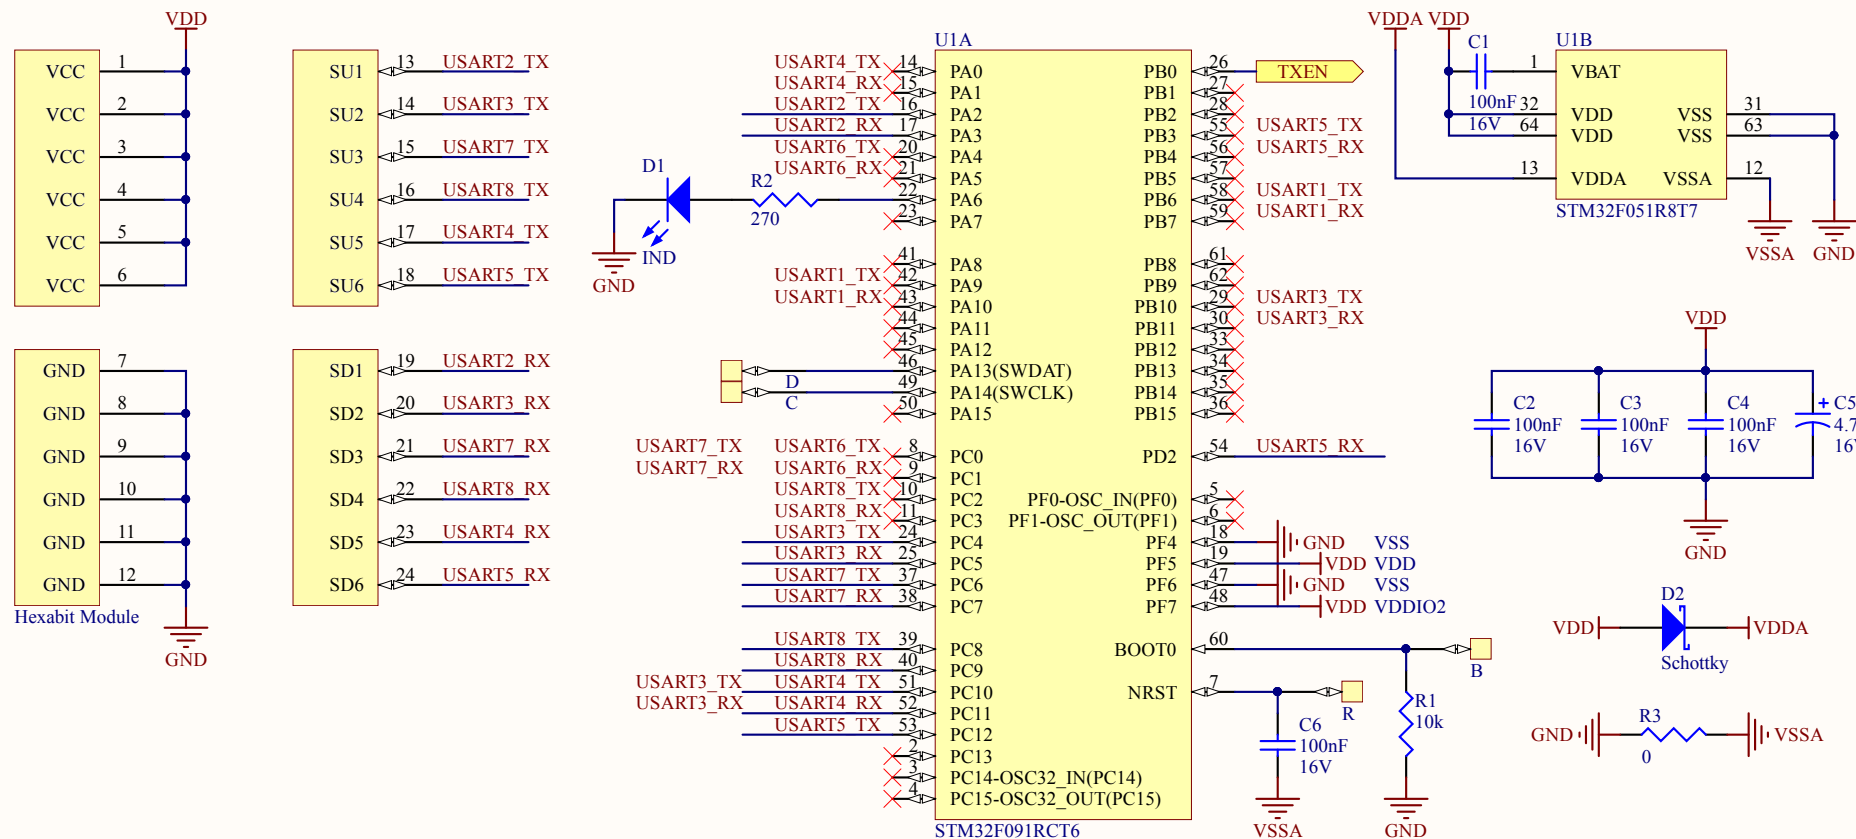 VDD
VCC 1
VCC 2
VCC 3
VCC 4
VCC 5
VCC 6
GND 7
GND 8
GND 9
GND 10
GND 11
GND 12
Hexabit Module
GND
SU1 13 USART2_TX
SU2 14 USART3_TX
SU3 15 USART7_TX
SU4 16 USART8_TX
SU5 17 USART4_TX
SU6 18 USART5_TX
SD1 19 USART2_RX
SD2 20 USART3_RX
SD3 21 USART7_RX
SD4 22 USART8_RX
SD5 23 USART4_RX
SD6 24 USART5_RX
D1
IND
GND
R2
270
D
C
U1A
USART4_TX 14 PA0
USART4_RX 15 PA1
USART2_TX 16 PA2
USART2_RX 17 PA3
USART6_TX 20 PA4
USART6_RX 21 PA5
22 PA6
23 PA7
41 PA8
USART1_TX 42 PA9
USART1_RX 43 PA10
44 PA11
45 PA12
46 PA13(SWDAT)
49 PA14(SWCLK)
50 PA15
USART7_TX USART6_TX 8 PC0
USART7_RX USART6_RX 9 PC1
USART8_TX 10 PC2
USART8_RX 11 PC3
USART3_TX 24 PC4
USART3_RX 25 PC5
USART7_TX 37 PC6
USART7_RX 38 PC7
USART8_TX 39 PC8
USART8_RX 40 PC9
USART3_TX USART4_TX 51 PC10
USART3_RX USART4_RX 52 PC11
USART5_TX 53 PC12
2 PC13
3 PC14-OSC32_IN(PC14)
4 PC15-OSC32_OUT(PC15)
STM32F091RCT6
PB0 26 TXEN
PB1 27
PB2 28
PB3 55 USART5_TX
PB4 56 USART5_RX
PB5 57
PB6 58 USART1_TX
PB7 59 USART1_RX
PB8 61
PB9 62
PB10 29 USART3_TX
PB11 30 USART3_RX
PB12 33
PB13 34
PB14 35
PB15 36
PD2 54 USART5_RX
PF0-OSC_IN(PF0) 5
PF1-OSC_OUT(PF1) 6
PF4 18 GND VSS
PF5 19 VDD VDD
PF6 47 GND VSS
PF7 48 VDD VDDIO2
BOOT0 60
B
NRST 7
R
C6
100nF
16V
VSSA
R1
10k
GND
VDDA VDD
C1
100nF
16V
U1B
1 VBAT
32 VDD VSS 31
64 VDD VSS 63
13 VDDA VSSA 12
STM32F051R8T7
VSSA GND
VDD
C2
100nF
16V
C3
100nF
16V
C4
100nF
16V
+ C5
4.7
GND
D2
VDD VDDA
Schottky
R3
GND VSSA
0